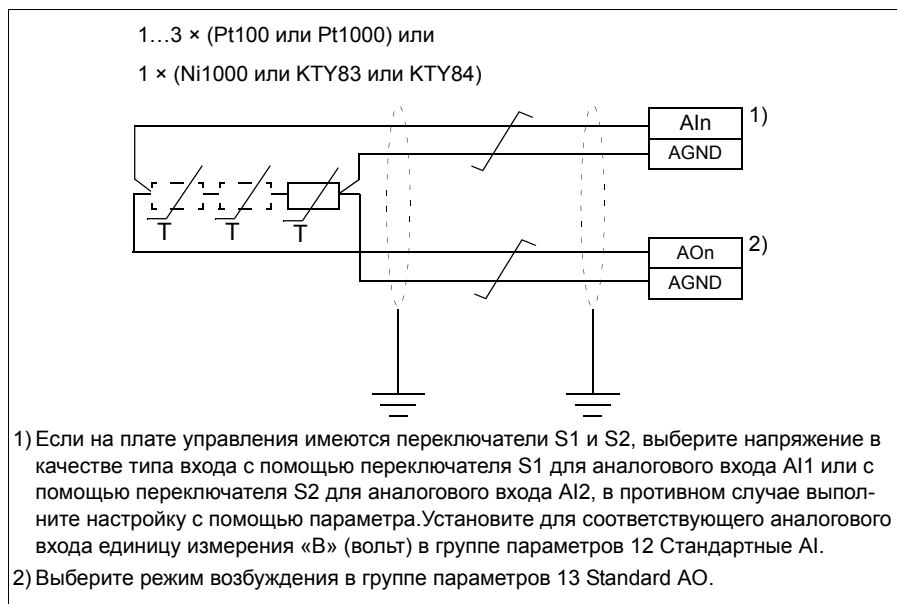 1…3 × (Pt100 или Pt1000) или
1 × (Ni1000 или KTY83 или KTY84)
AIn
1)
AGND
T
T
T
AOn
2)
AGND
1) Если на плате управления имеются переключатели S1 и S2, выберите напряжение в
качестве типа входа с помощью переключателя S1 для аналогового входа AI1 или с
помощью переключателя S2 для аналогового входа AI2, в противном случае выпол-
ните настройку с помощью параметра.Установите для соответствующего аналогового
входа единицу измерения «В» (вольт) в группе параметров 12 Стандартные AI.
2) Выберите режим возбуждения в группе параметров 13 Standard AO.